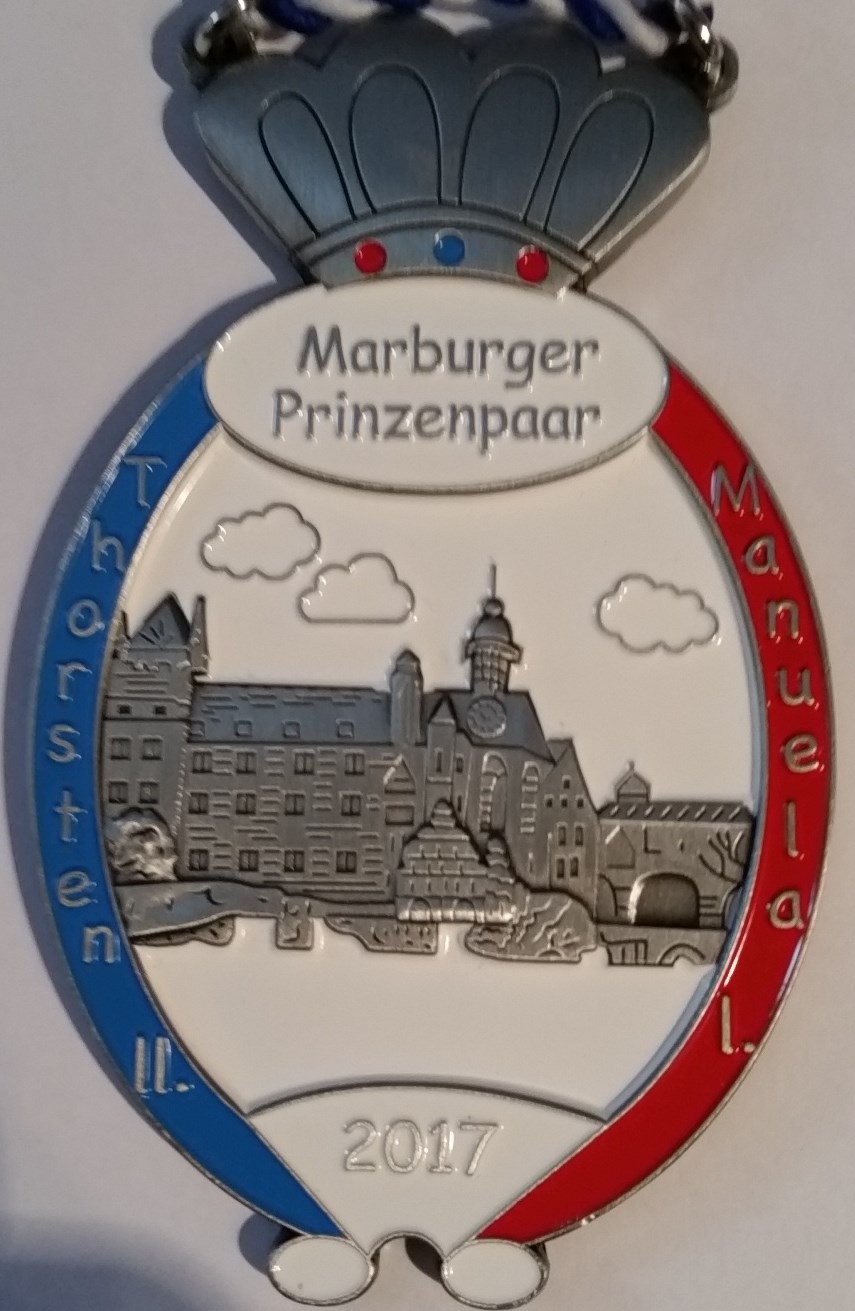 Marburger
Prinzenpaar
Thorsten II.
Manuela I.
2017